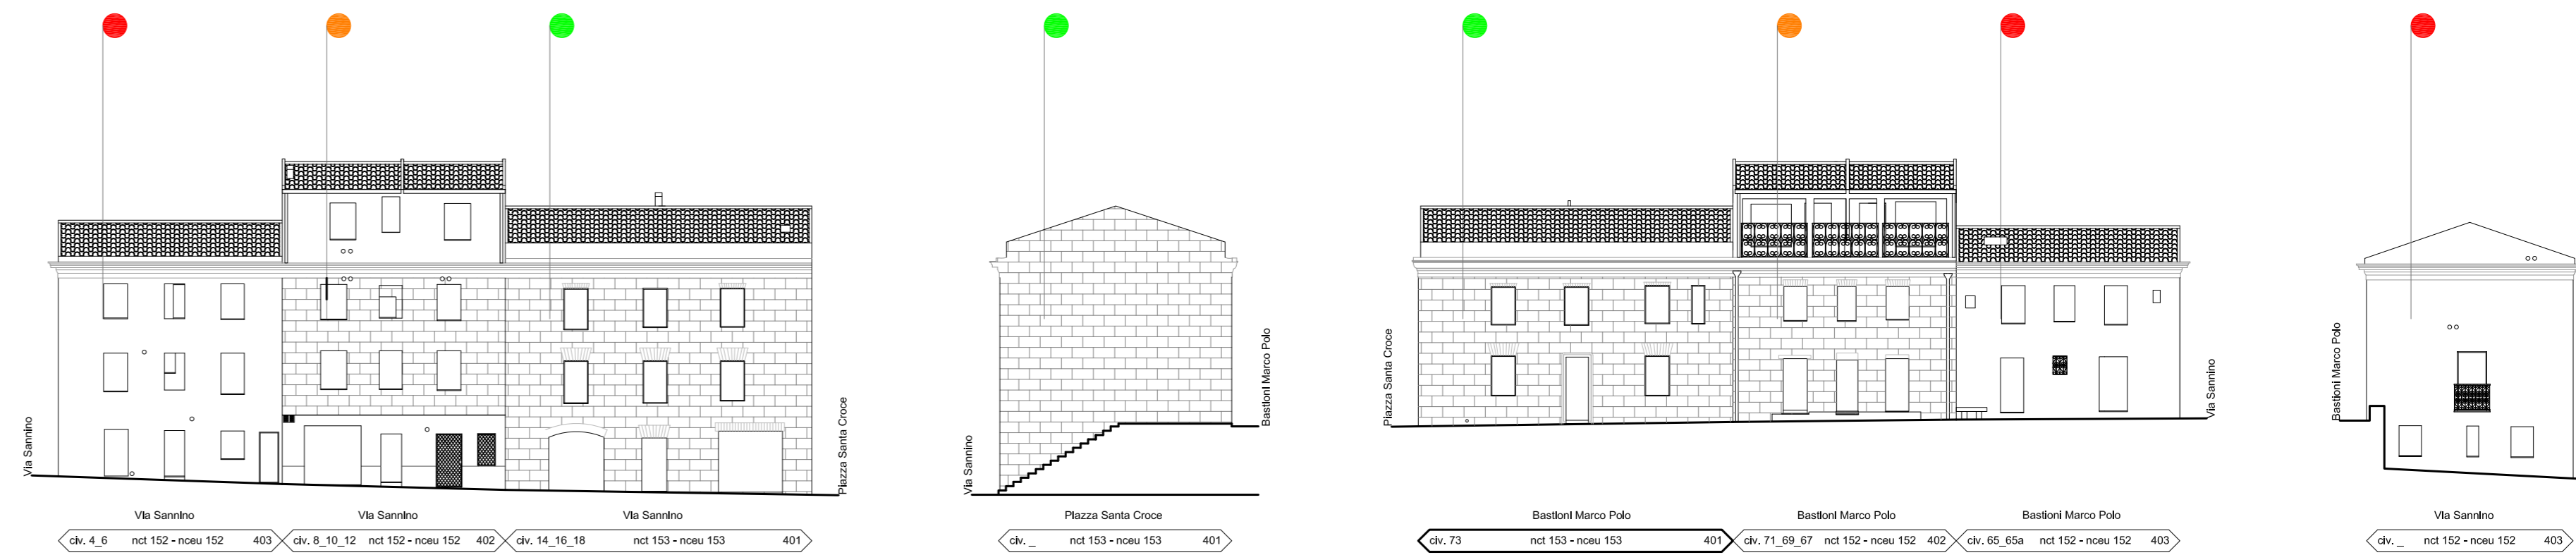 Via Sannino
Piazza Santa Croce
Via Sannino
Via Sannino
Via Sannino
civ. 4_6 nct 152 - nceu 152 403
civ. 8_10_12 nct 152 - nceu 152 402
civ. 14_16_18 nct 153 - nceu 153 401
Via Sannino
Bastioni Marco Polo
Piazza Santa Croce
civ. _ nct 153 - nceu 153 401
Piazza Santa Croce
Via Sannino
Bastioni Marco Polo
Bastioni Marco Polo
Bastioni Marco Polo
civ. 73 nct 153 - nceu 153 401
civ. 71_69_67 nct 152 - nceu 152 402
civ. 65_65a nct 152 - nceu 152 403
Bastioni Marco Polo
Via Sannino
civ. _ nct 152 - nceu 152 403